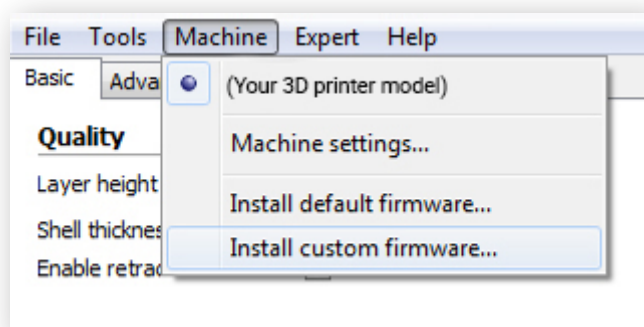 File Tools Machine Expert Help
Basic Adva
(Your 3D printer model)
Quality
Machine settings...
Layer height
Install default firmware...
Shell thicknes
Install custom firmware...
Enable retrac